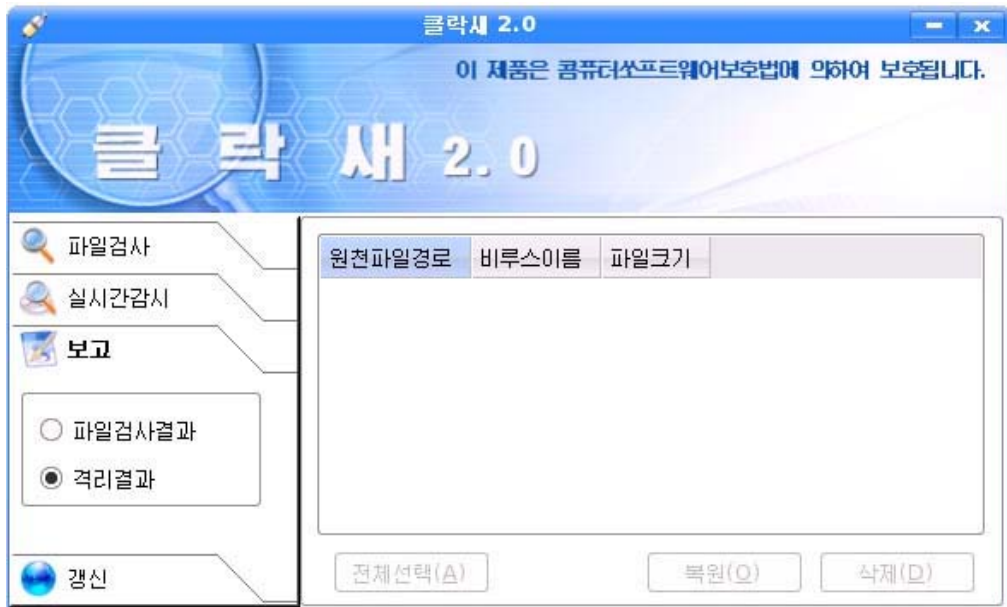 클락새 2.0
이 제품은 콤퓨터쏘프트웨어보호법에 의하여 보호됩니다.
클락새 2.0
파일검사
실시간감시
보고
파일검사결과
격리결과
갱신
원천파일경로 비루스이름 파일크기
전체선택(A) 복원(O) 삭제(D)